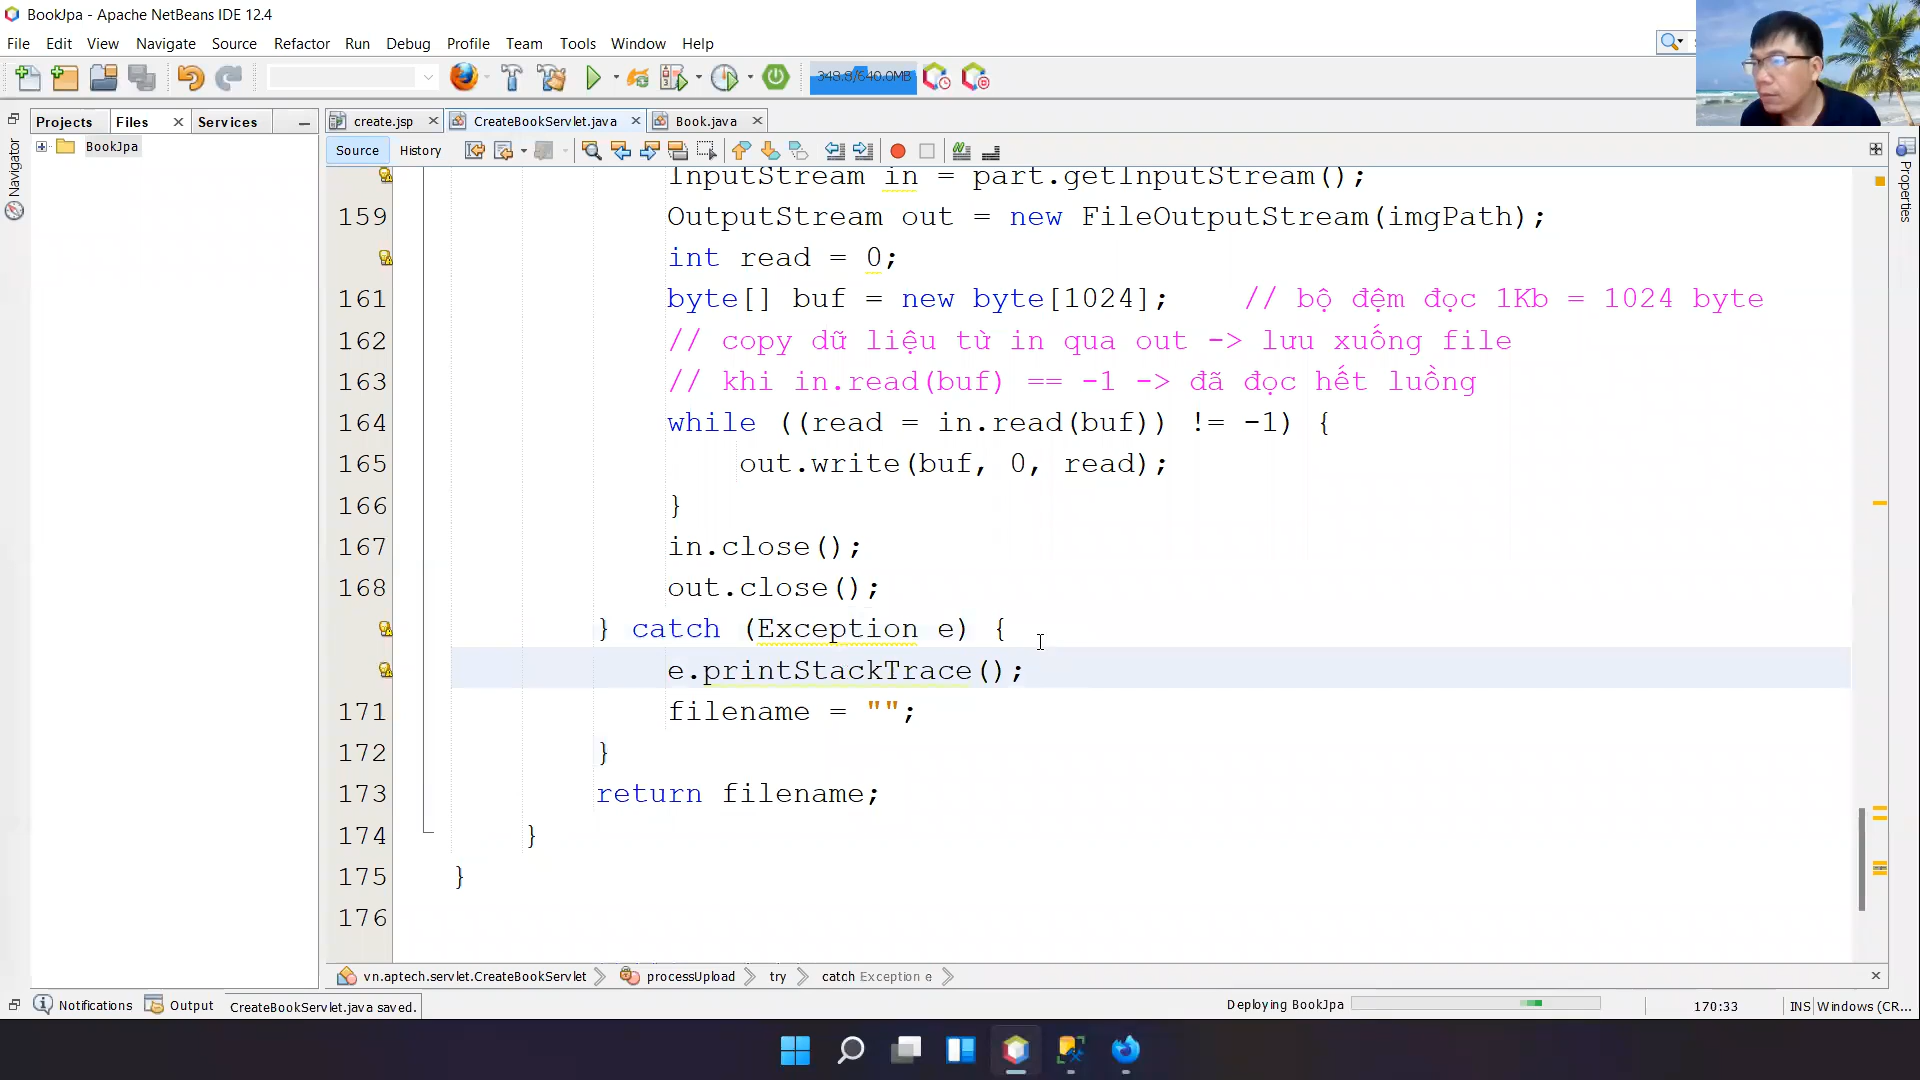 BookJpa - Apache NetBeans IDE 12.4
File Edit View Navigate Source Refactor Run Debug Profile Team Tools Window Help
348.8/640.0MB
Projects Files Services
create.jsp CreateBookServlet.java Book.java
BookJpa
Source History
Navigator
Properties
InputStream in = part.getInputStream();
159 OutputStream out = new FileOutputStream(imgPath);
int read = 0;
161 byte[] buf = new byte[1024]; // bộ đệm đọc 1Kb = 1024 byte
162 // copy dữ liệu từ in qua out -> lưu xuống file
163 // khi in.read(buf) == -1 -> đã đọc hết luồng
164 while ((read = in.read(buf)) != -1) {
165 out.write(buf, 0, read);
166 }
167 in.close();
168 out.close();
} catch (Exception e) {
e.printStackTrace();
171 filename = "";
172 }
173 return filename;
174 }
175 }
176
vn.aptech.servlet.CreateBookServlet processUpload try catch Exception e
Notifications Output CreateBookServlet.java saved. Deploying BookJpa 170:33 INS Windows (CR...